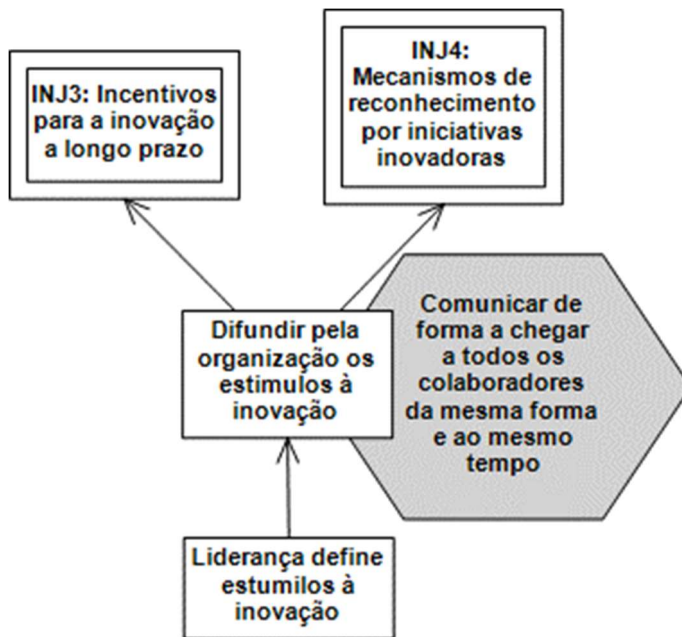 INJ3: Incentivos
para a inovação
a longo prazo
INJ4:
Mecanismos de
reconhecimento
por iniciativas
inovadoras
Difundir pela
organização os
estimulos à
inovação
Comunicar de
forma a chegar
a todos os
colaboradores
da mesma forma
e ao mesmo
tempo
Liderança define
estumilos à
inovação